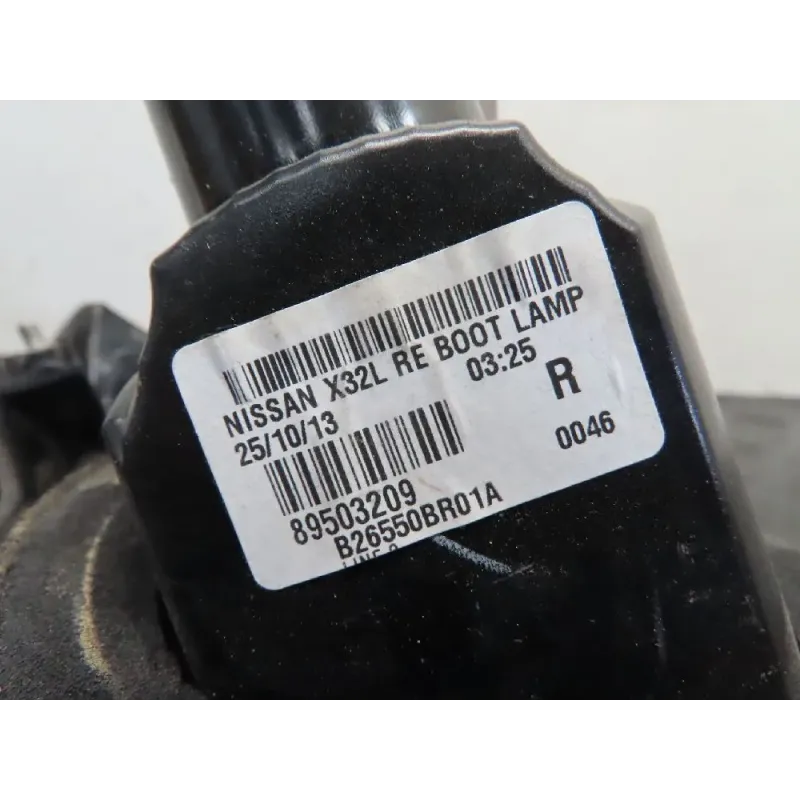 NISSAN X32L RE BOOT LAMP
25/10/13 03:25 R
89503209 0046
B26550BR01A